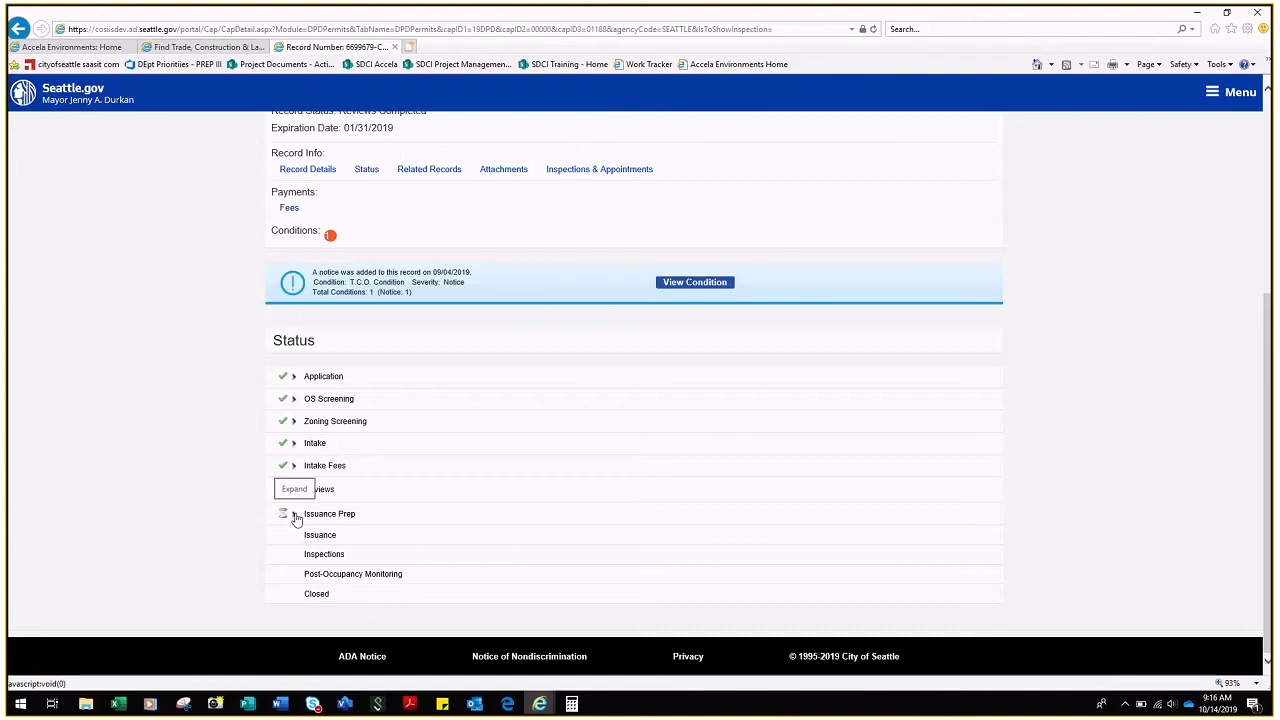 https://cosiisdev.ad.seattle.gov/portal/Cap/CapDetail.aspx?Module=DPDPermits&TabName=DPDPermits&capID1=19DPD&capID2=00000&capID3=01188&agencyCode=SEATTLE&IsToShowInspection=
Search...
Accela Environments: Home
Find Trade, Construction & La...
Record Number: 6699679-C...
cityofseattle saasit com
DEpt Priorities - PREP III
Project Documents - Acti...
SDCI Accela
SDCI Project Managemen...
SDCI Training - Home
Work Tracker
Accela Environments Home
Page
Safety
Tools
Seattle.gov
Mayor Jenny A. Durkan
Menu
Record Status: Reviews Completed
Expiration Date: 01/31/2019
Record Info:
Record Details
Status
Related Records
Attachments
Inspections & Appointments
Payments:
Fees
Conditions:
A notice was added to this record on 09/04/2019.
Condition: T.C.O. Condition Severity: Notice
Total Conditions: 1 (Notice: 1)
View Condition
Status
Application
OS Screening
Zoning Screening
Intake
Intake Fees
Expand
views
Issuance Prep
Issuance
Inspections
Post-Occupancy Monitoring
Closed
ADA Notice
Notice of Nondiscrimination
Privacy
© 1995-2019 City of Seattle
javascript:void(0)
93%
9:16 AM
10/14/2019